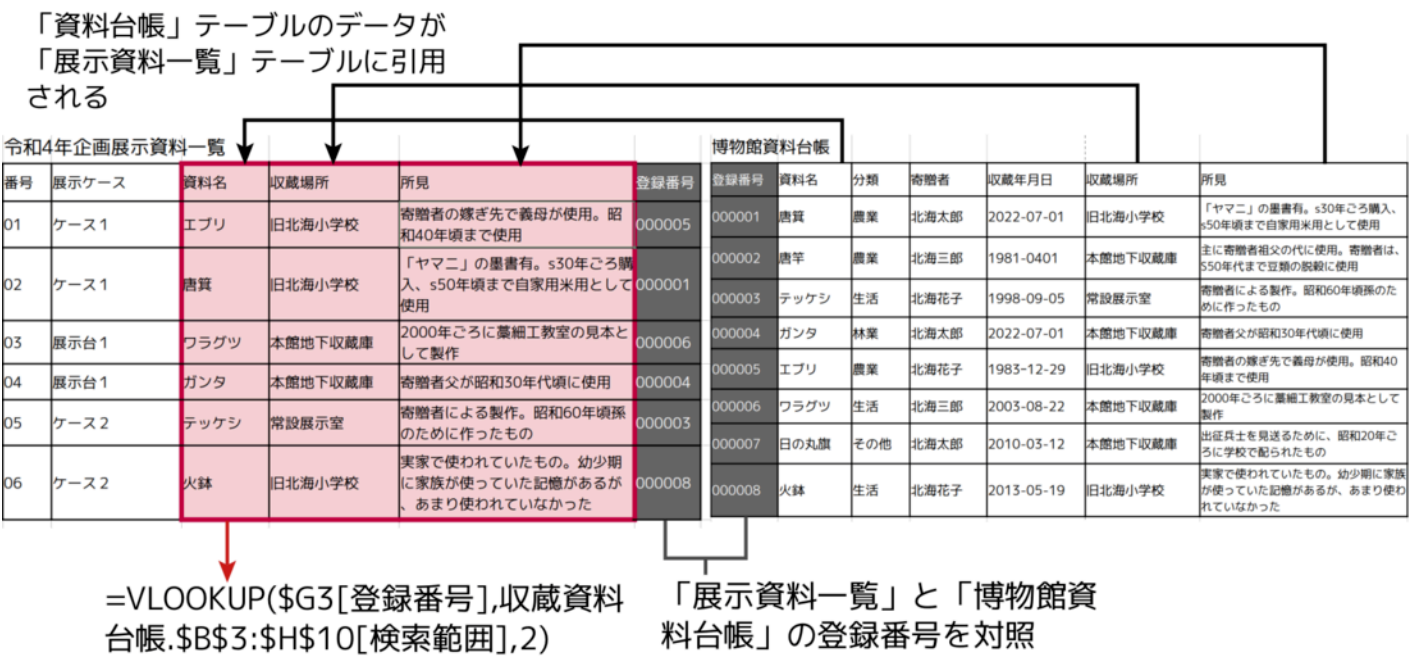 「資料台帳」テーブルのデータが
「展示資料一覧」テーブルに引用
される
令和4年企画展示資料一覧
番号 展示ケース 資料名 収蔵場所 所見 登録番号
01 ケース1 エブリ 旧北海小学校 寄贈者の嫁ぎ先で義母が使用。昭
和40年頃まで使用 000005
02 ケース1 唐箕 旧北海小学校 「ヤマニ」の墨書有。s30年ごろ購
入、s50年頃まで自家用米用として
使用 000001
03 展示台1 ワラグツ 本館地下収蔵庫 2000年ごろに藁細工教室の見本と
して製作 000006
04 展示台1 ガンタ 本館地下収蔵庫 寄贈者父が昭和30年代頃に使用 000004
05 ケース2 テッケシ 常設展示室 寄贈者による製作。昭和60年頃孫
のために作ったもの 000003
06 ケース2 火鉢 旧北海小学校 実家で使われていたもの。幼少期
に家族が使っていた記憶があるが
、あまり使われていなかった 000008
博物館資料台帳
登録番号 資料名 分類 寄贈者 収蔵年月日 収蔵場所 所見
000001 唐箕 農業 北海太郎 2022-07-01 旧北海小学校 「ヤマニ」の墨書有。s30年ごろ購入、
s50年頃まで自家用米用として使用
000002 唐竿 農業 北海三郎 1981-0401 本館地下収蔵庫 主に寄贈者祖父の代に使用。寄贈者は、
S50年代まで豆類の脱穀に使用
000003 テッケシ 生活 北海花子 1998-09-05 常設展示室 寄贈者による製作。昭和60年頃孫のた
めに作ったもの
000004 ガンタ 林業 北海太郎 2022-07-01 本館地下収蔵庫 寄贈者父が昭和30年代頃に使用
000005 エブリ 農業 北海花子 1983-12-29 旧北海小学校 寄贈者の嫁ぎ先で義母が使用。昭和40
年頃まで使用
000006 ワラグツ 生活 北海三郎 2003-08-22 本館地下収蔵庫 2000年ごろに藁細工教室の見本として
製作
000007 日の丸旗 その他 北海太郎 2010-03-12 本館地下収蔵庫 出征兵士を見送るために、昭和20年ご
ろに学校で配られたもの
000008 火鉢 生活 北海花子 2013-05-19 旧北海小学校 実家で使われていたもの。幼少期に家族
が使っていた記憶があるが、あまり使わ
れていなかった
=VLOOKUP($G3[登録番号],収蔵資料
台帳.$B$3:$H$10[検索範囲],2)
「展示資料一覧」と「博物館資
料台帳」の登録番号を対照